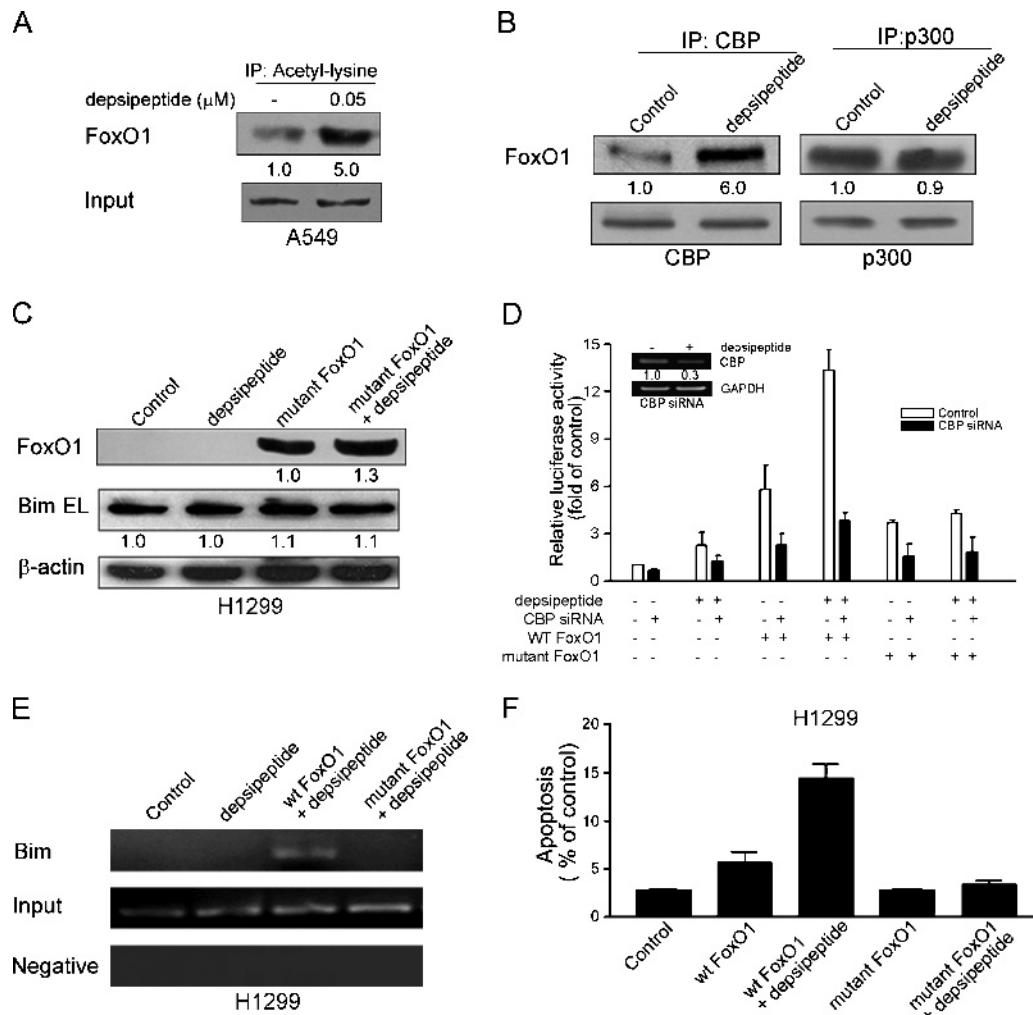 A
IP: Acetyl-lysine
depsipeptide (μM) - 0.05
FoxO1
1.0 5.0
Input
A549
B
IP: CBP IP:p300
Control depsipeptide Control depsipeptide
FoxO1
1.0 6.0 1.0 0.9
CBP p300
C
Control depsipeptide mutant FoxO1 mutant FoxO1 + depsipeptide
FoxO1
1.0 1.3
Bim EL
1.0 1.0 1.1 1.1
β-actin
H1299
D
Relative luciferase activity
(fold of control)
15
12
9
6
3
0
- + depsipeptide
CBP
1.0 0.3
GAPDH
CBP siRNA
Control
CBP siRNA
depsipeptide - - + + - - + + - - + +
CBP siRNA - + - + - + - + - + - +
WT FoxO1 - - - - + + + + - - - -
mutant FoxO1 - - - - - - - - + + + +
E
Control depsipeptide wt FoxO1 + depsipeptide mutant FoxO1 + depsipeptide
Bim
Input
Negative
H1299
F
H1299
Apoptosis
( % of control)
20
15
10
5
0
Control wt FoxO1 wt FoxO1 + depsipeptide mutant FoxO1 mutant FoxO1 + depsipeptide